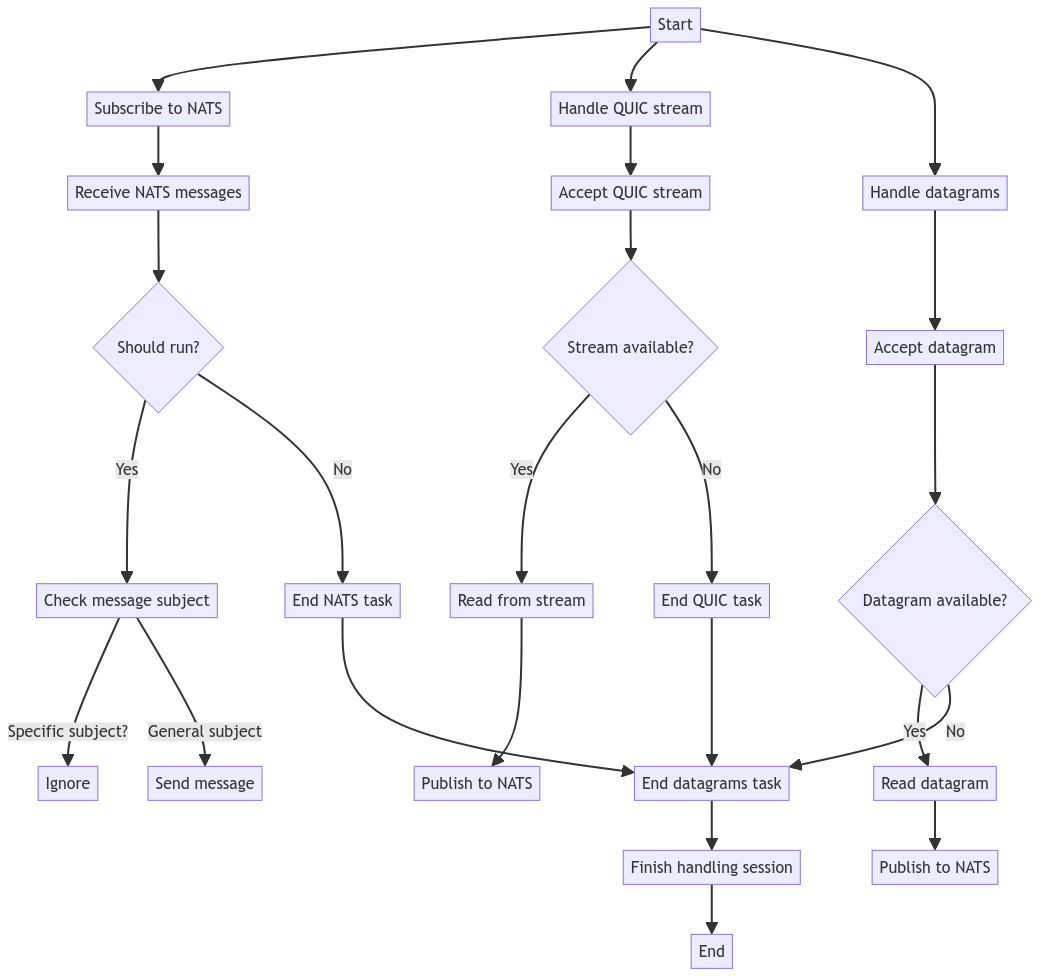 Start
Subscribe to NATS
Handle QUIC stream
Receive NATS messages
Accept QUIC stream
Handle datagrams
Should run?
Stream available?
Accept datagram
Yes
No
Yes
No
Check message subject
End NATS task
Read from stream
End QUIC task
Datagram available?
Specific subject?
General subject
Yes
No
Ignore
Send message
Publish to NATS
End datagrams task
Read datagram
Finish handling session
Publish to NATS
End